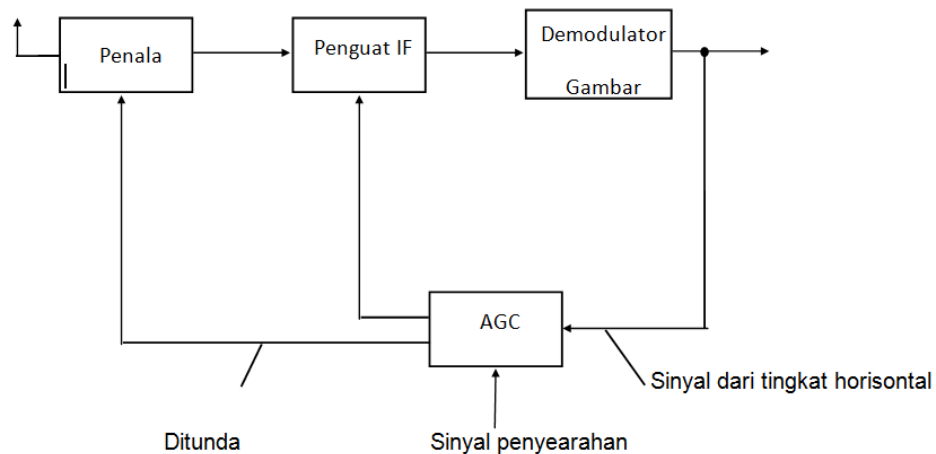 Penala
Penguat IF
Demodulator
Gambar
AGC
Sinyal dari tingkat horisontal
Ditunda
Sinyal penyearahan